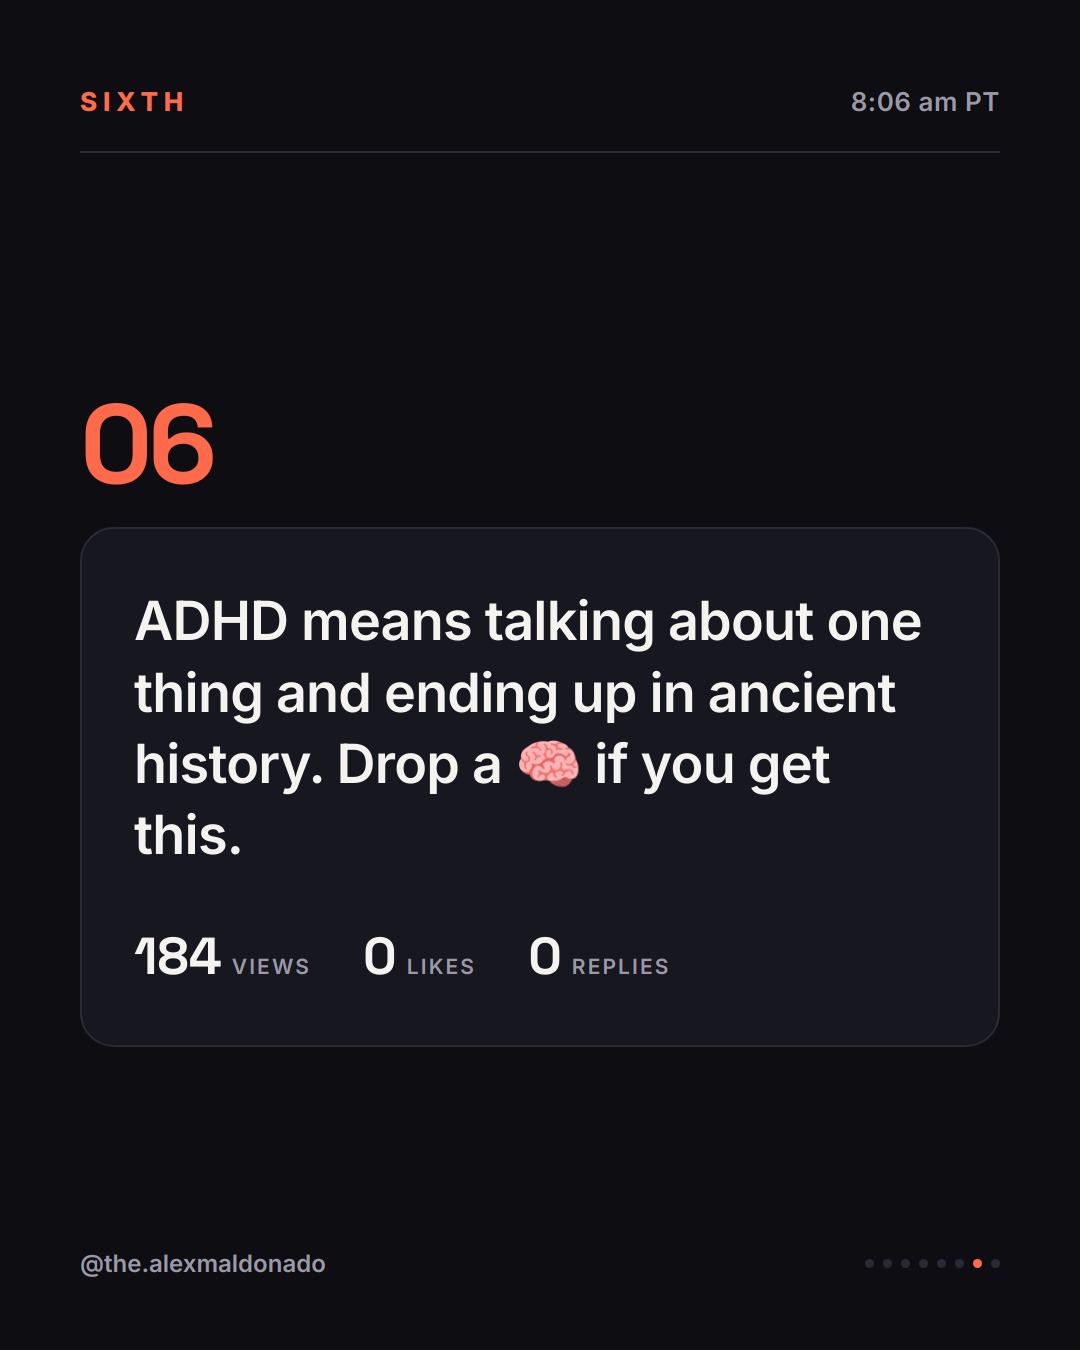 SIXTH
8:06 am PT
06
ADHD means talking about one
thing and ending up in ancient
history. Drop a 🧠 if you get
this.
184 VIEWS 0 LIKES 0 REPLIES
@the.alexmaldonado